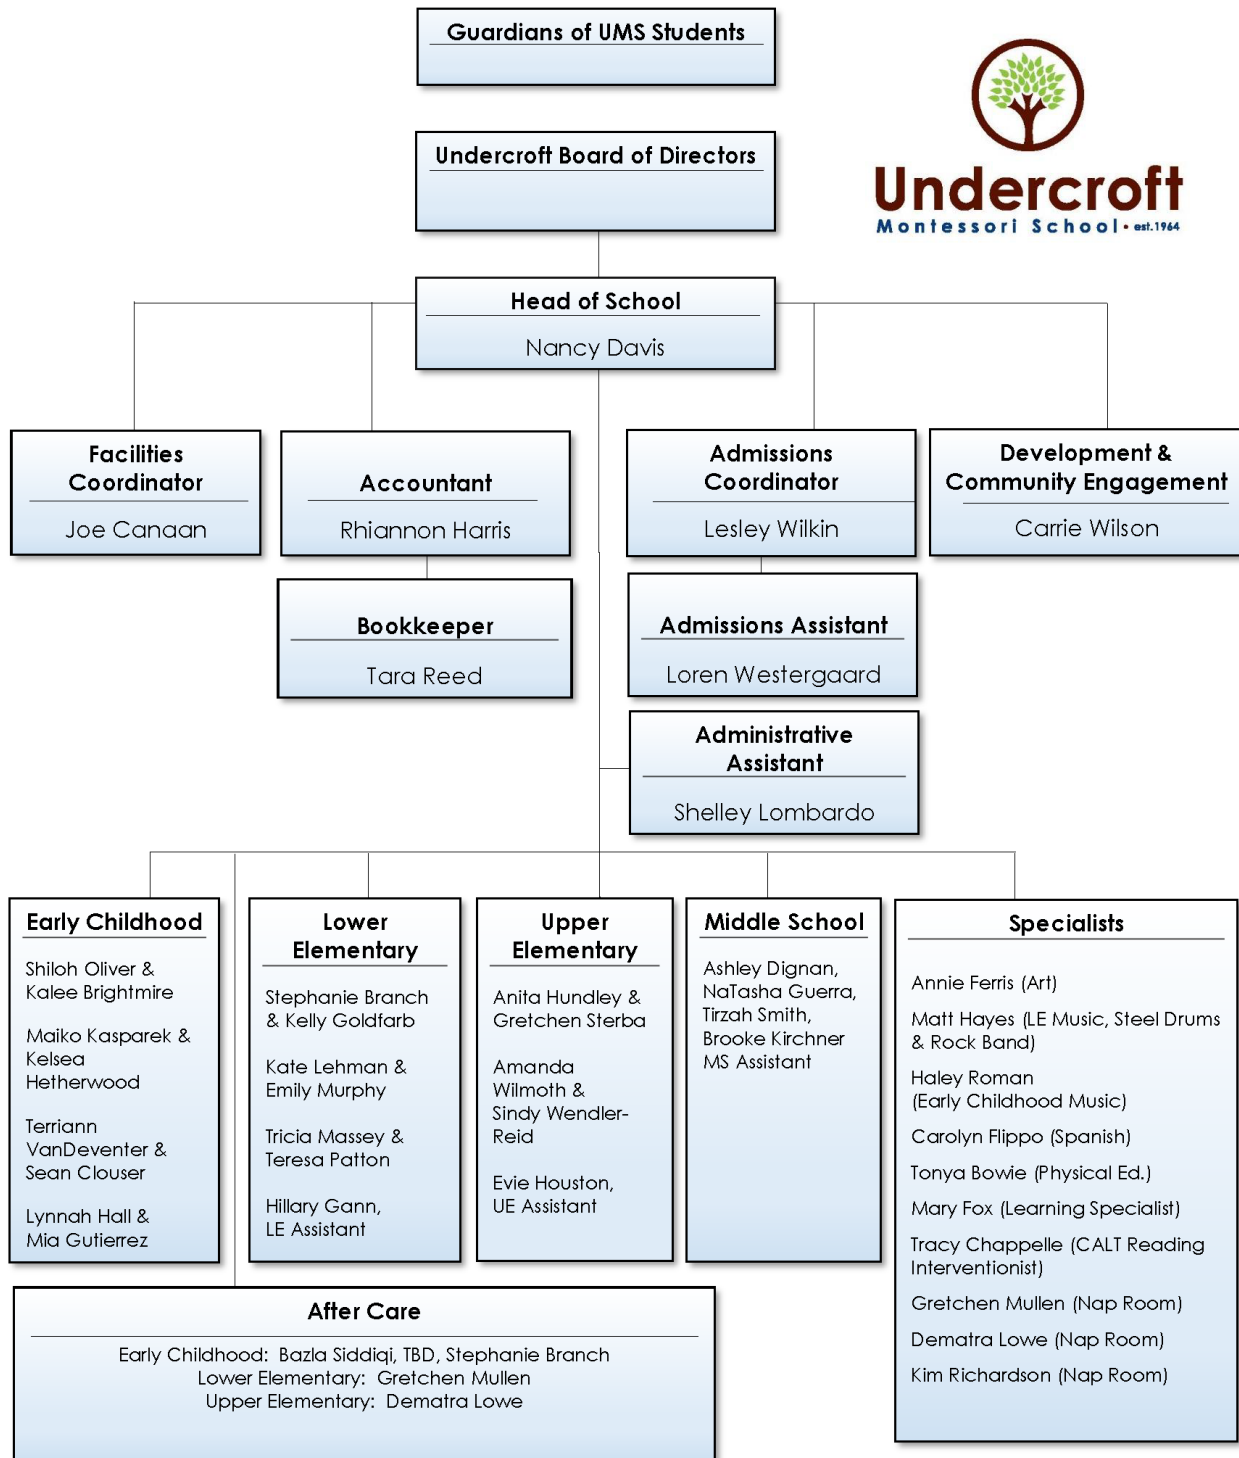 Guardians of UMS Students
Undercroft
Montessori School • est.1964
Undercroft Board of Directors
Head of School
Nancy Davis
Facilities
Coordinator
Joe Canaan
Accountant
Rhiannon Harris
Admissions
Coordinator
Lesley Wilkin
Development &
Community Engagement
Carrie Wilson
Bookkeeper
Tara Reed
Admissions Assistant
Loren Westergaard
Administrative
Assistant
Shelley Lombardo
Early Childhood
Shiloh Oliver &
Kalee Brightmire
Maiko Kasparek &
Kelsea
Hetherwood
Terriann
VanDeventer &
Sean Clouser
Lynnah Hall &
Mia Gutierrez
Lower
Elementary
Stephanie Branch
& Kelly Goldfarb
Kate Lehman &
Emily Murphy
Tricia Massey &
Teresa Patton
Hillary Gann,
LE Assistant
Upper
Elementary
Anita Hundley &
Gretchen Sterba
Amanda
Wilmoth &
Sindy Wendler-
Reid
Evie Houston,
UE Assistant
Middle School
Ashley Dignan,
NaTasha Guerra,
Tirzah Smith,
Brooke Kirchner
MS Assistant
Specialists
Annie Ferris (Art)
Matt Hayes (LE Music, Steel Drums
& Rock Band)
Haley Roman
(Early Childhood Music)
Carolyn Flippo (Spanish)
Tonya Bowie (Physical Ed.)
Mary Fox (Learning Specialist)
Tracy Chappelle (CALT Reading
Interventionist)
Gretchen Mullen (Nap Room)
Dematra Lowe (Nap Room)
Kim Richardson (Nap Room)
After Care
Early Childhood:  Bazla Siddiqi, TBD, Stephanie Branch
Lower Elementary:  Gretchen Mullen
Upper Elementary:  Dematra Lowe